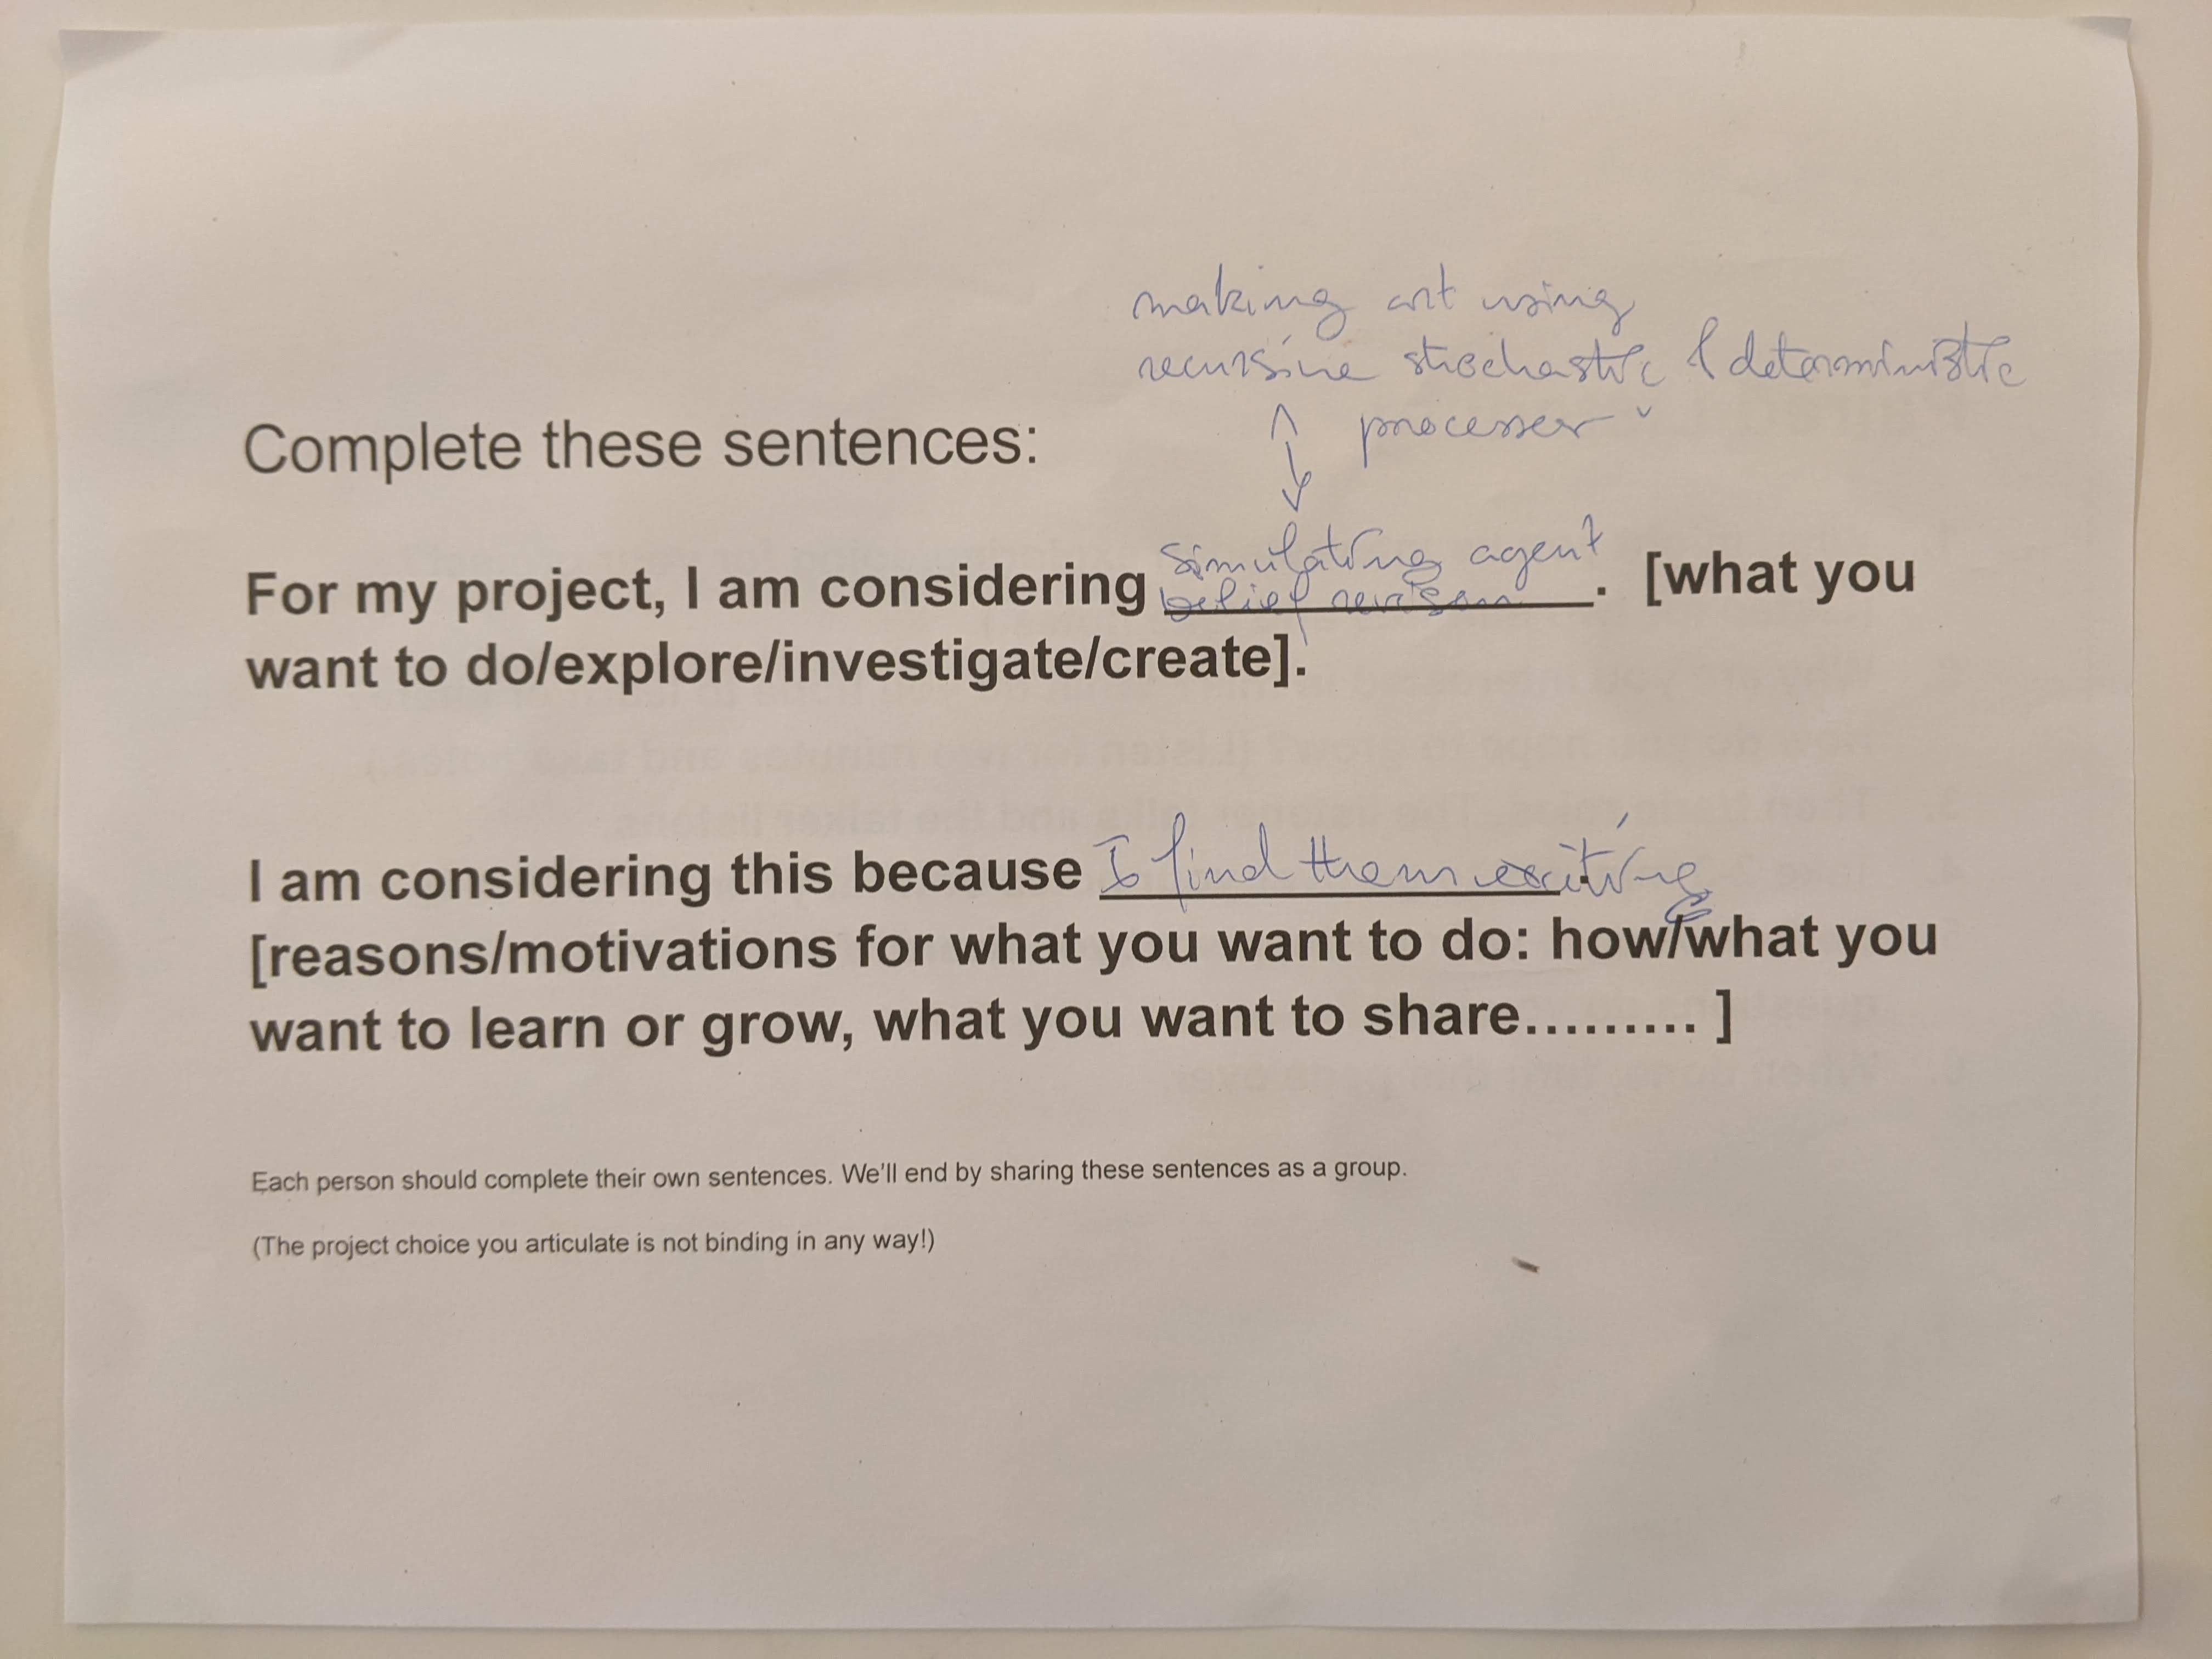 making art using
recursive stochastic & deterministic
processes
Complete these sentences:
simulating agent
For my project, I am considering belief revision. [what you
want to do/explore/investigate/create].
I am considering this because I find them exciting.
[reasons/motivations for what you want to do: how/what you
want to learn or grow, what you want to share......... ]
Each person should complete their own sentences. We'll end by sharing these sentences as a group.
(The project choice you articulate is not binding in any way!)